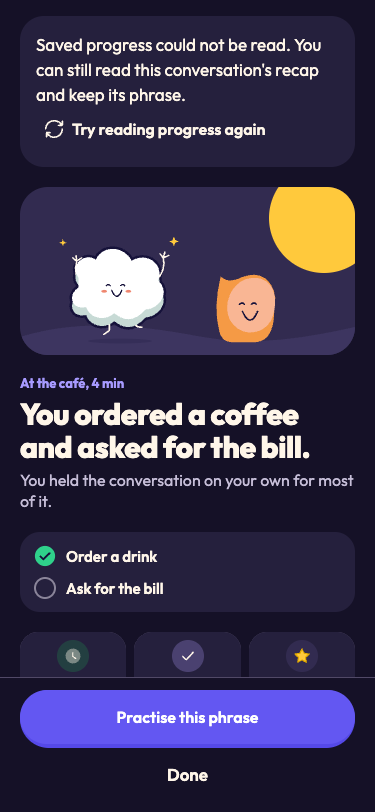 Saved progress could not be read. You
can still read this conversation's recap
and keep its phrase.
Try reading progress again
At the café, 4 min
You ordered a coffee
and asked for the bill.
You held the conversation on your own for most
of it.
Order a drink
Ask for the bill
Practise this phrase
Done